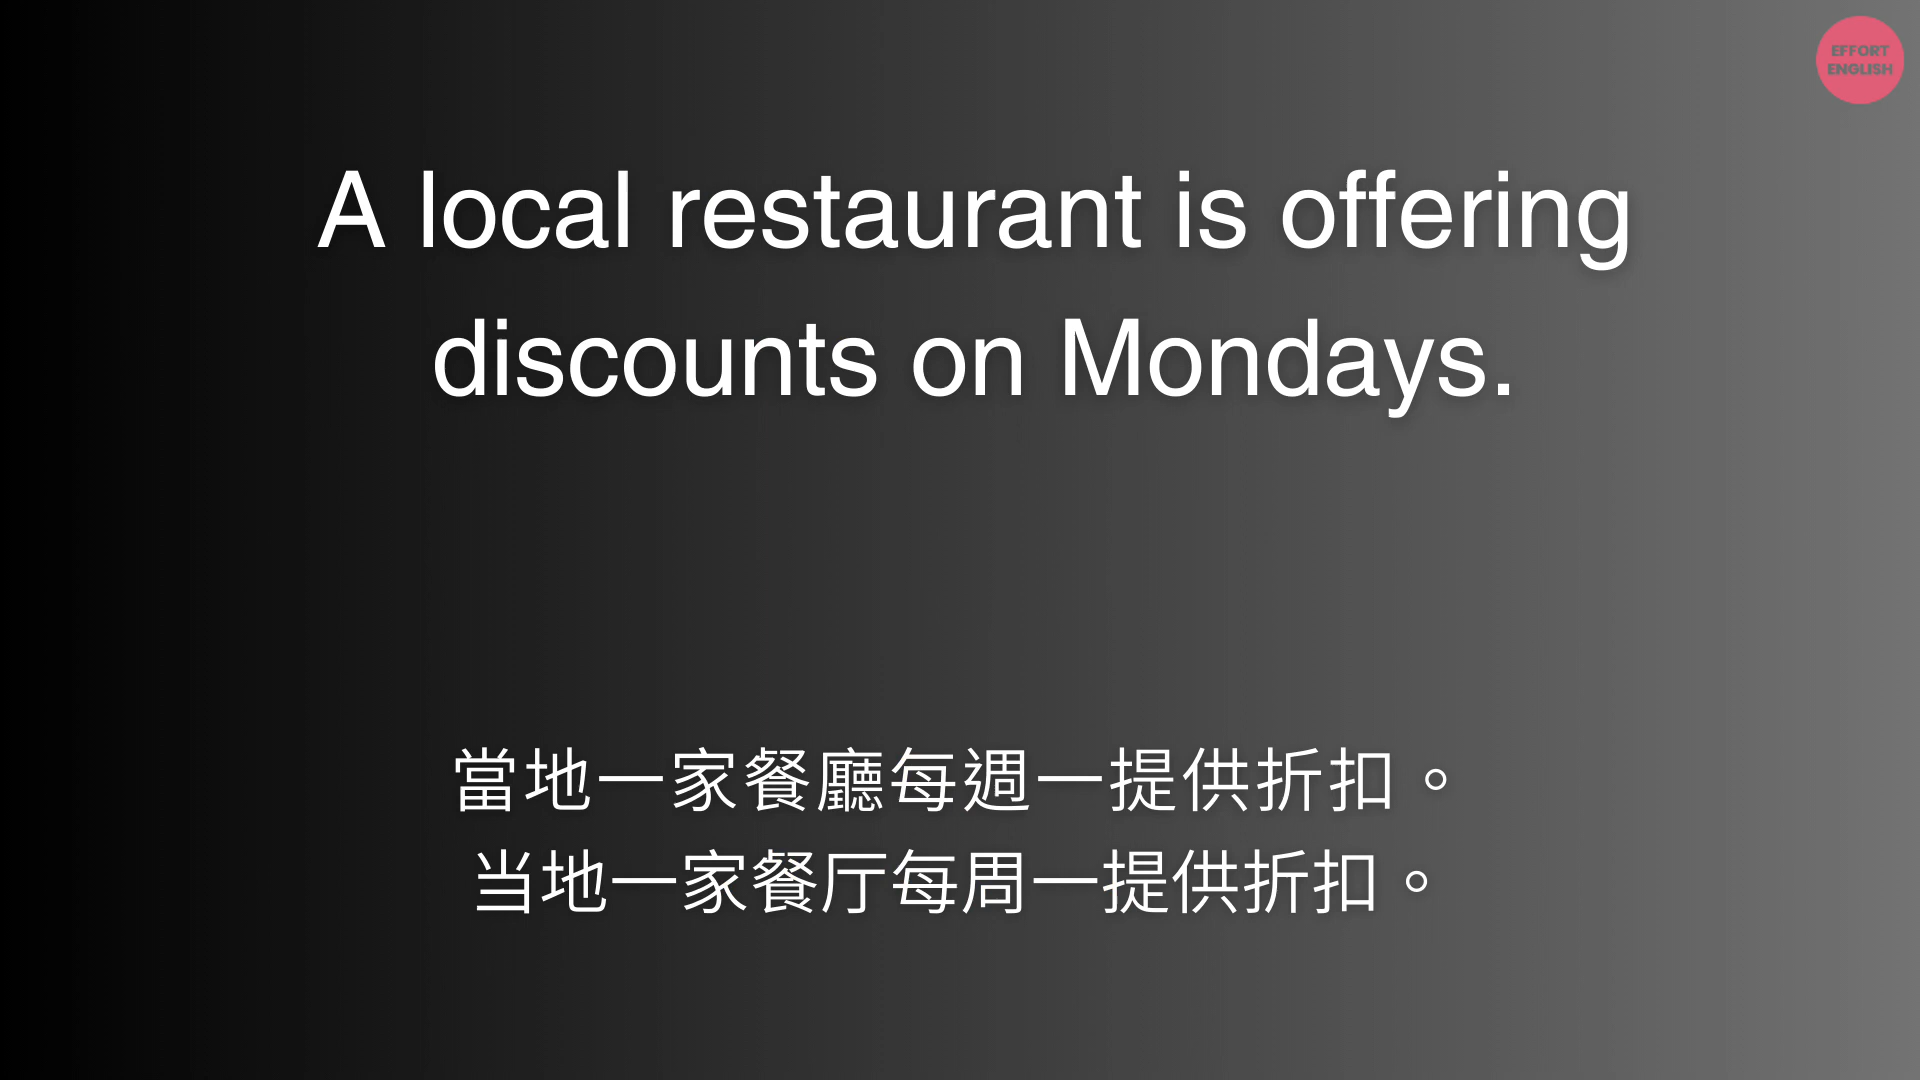 EFFORT
ENGLISH
A local restaurant is offering
discounts on Mondays.
當地一家餐廳每週一提供折扣。
当地一家餐厅每周一提供折扣。